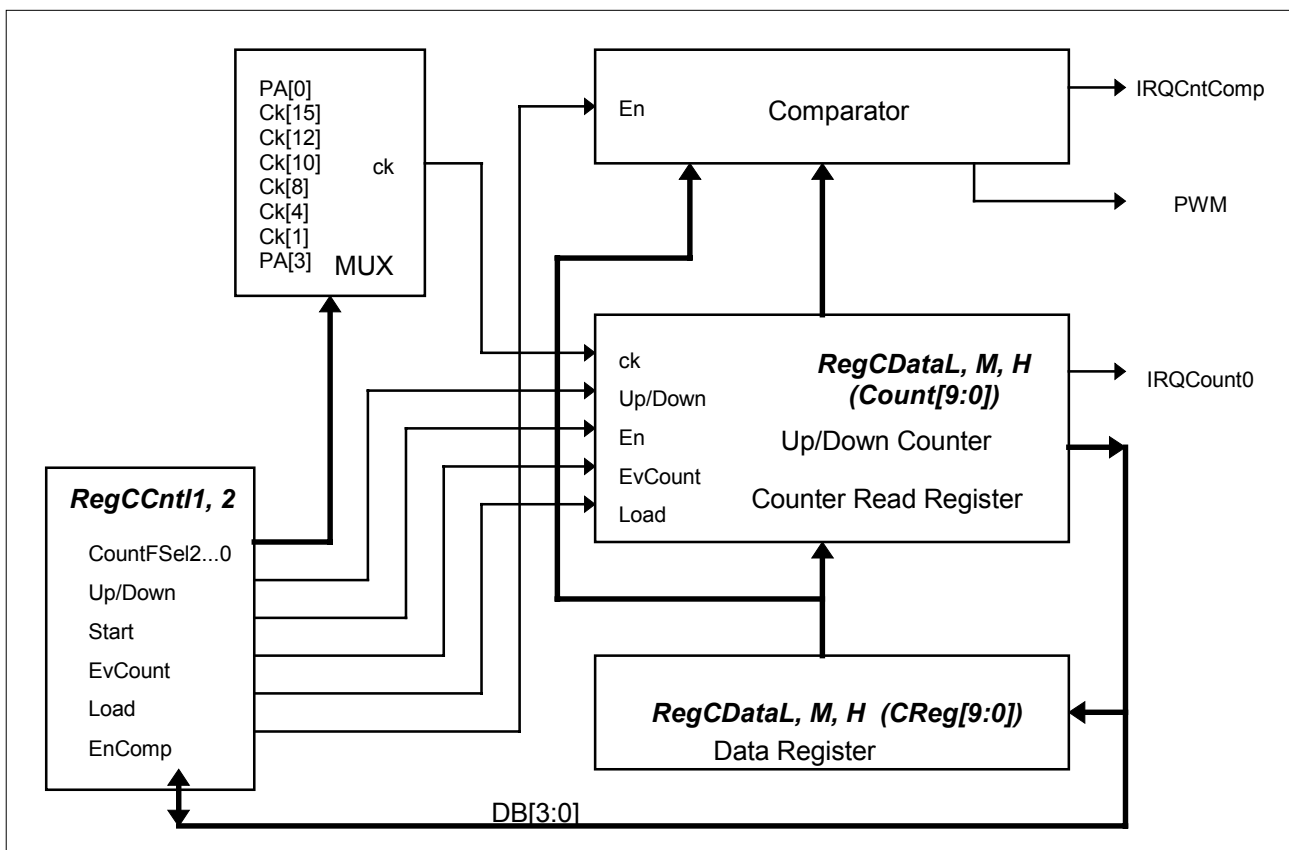 PA[0]
Ck[15]
Ck[12]
Ck[10]
Ck[8]
Ck[4]
Ck[1]
PA[3]
ck
MUX
En
Comparator
IRQCntComp
PWM
ck
Up/Down
En
EvCount
Load
RegCDataL, M, H
(Count[9:0])
Up/Down Counter
Counter Read Register
IRQCount0
RegCCntl1, 2
CountFSel2...0
Up/Down
Start
EvCount
Load
EnComp
RegCDataL, M, H (CReg[9:0])
Data Register
DB[3:0]